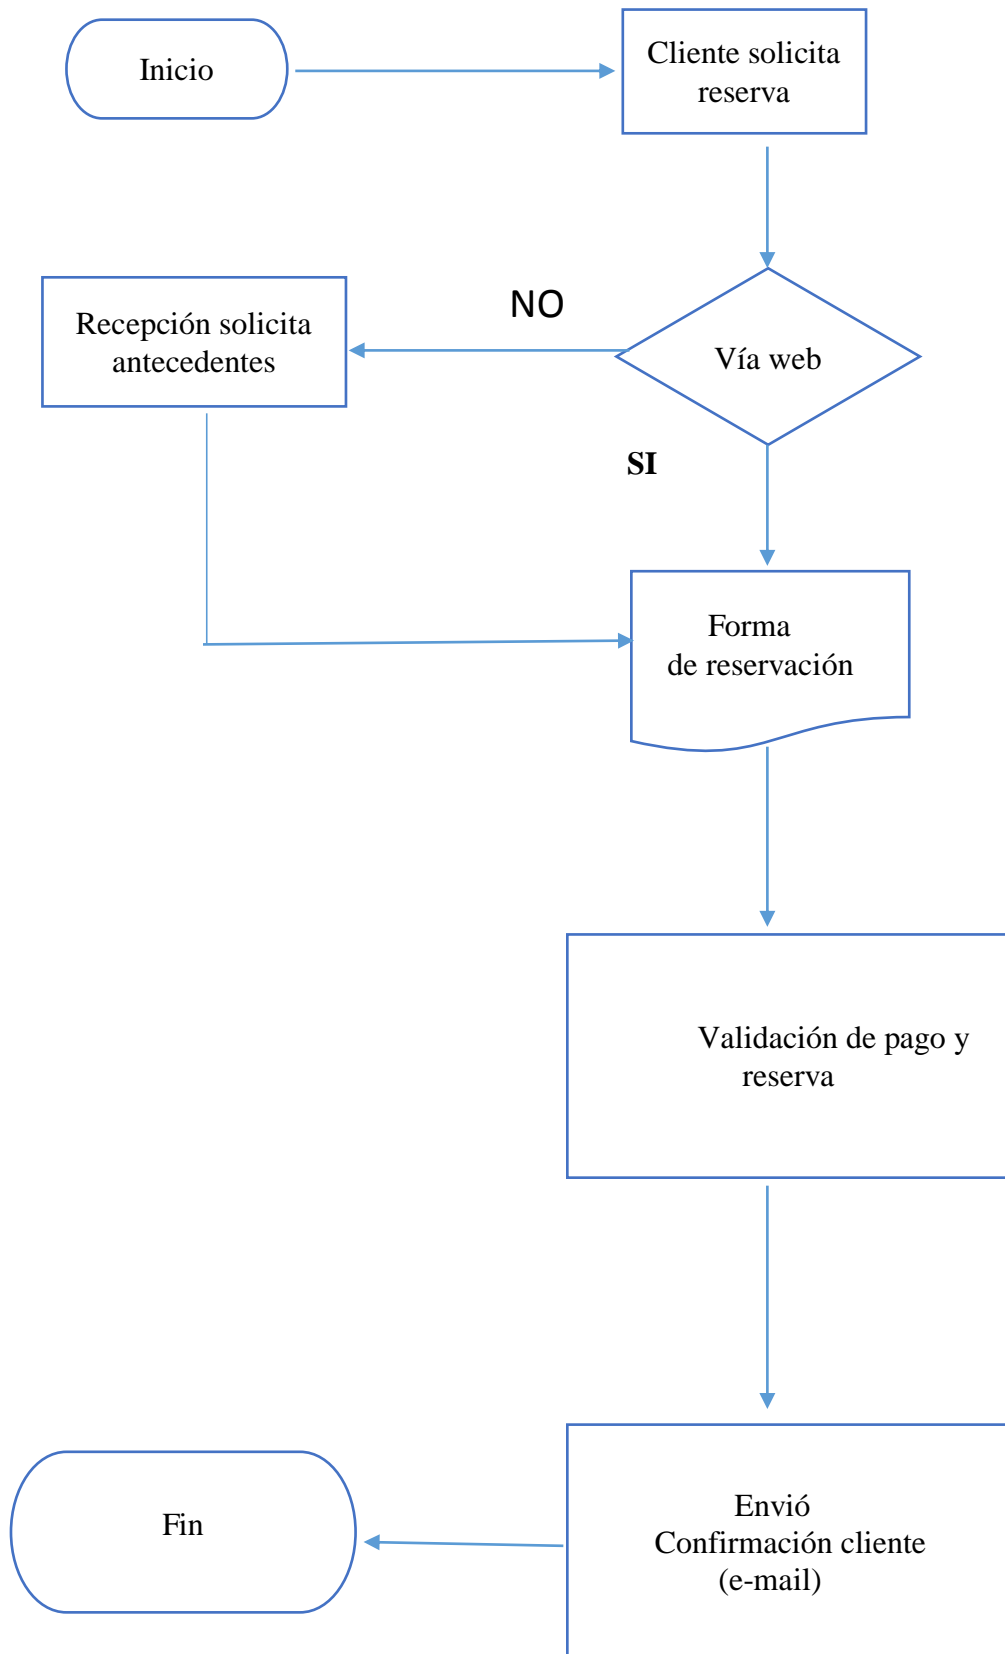 Inicio
Cliente solicita
reserva
NO
Recepción solicita
antecedentes
Vía web
SI
Forma
de reservación
Validación de pago y
reserva
Envió
Confirmación cliente
(e-mail)
Fin